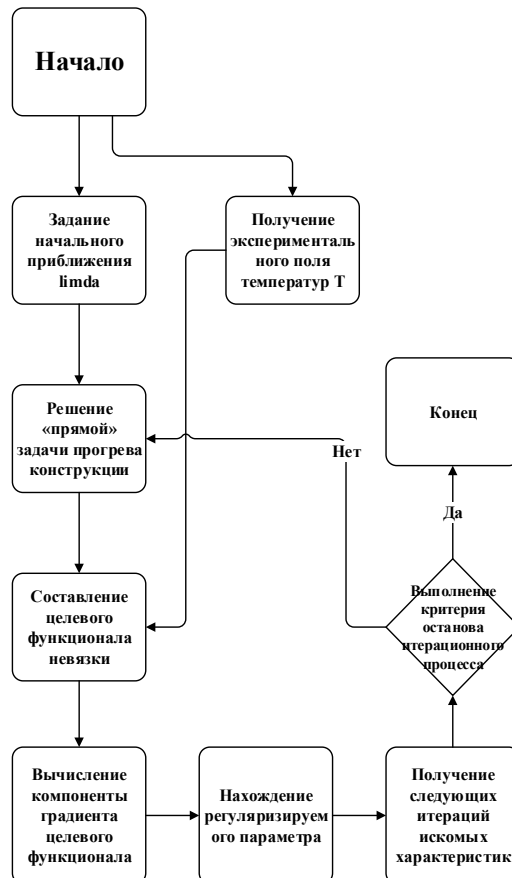 Начало
Задание
начального
приближения
limda
Получение
эксперименталь
ного поля
температур Т
Решение
«прямой»
задачи прогрева
конструкции
Конец
Нет
Да
Составление
целевого
функционала
невязки
Выполнение
критерия
останова
итерационного
процесса
Вычисление
компоненты
градиента
целевого
функционала
Нахождение
регуляризируем
ого параметра
Получение
следующих
итераций
искомых
характеристик